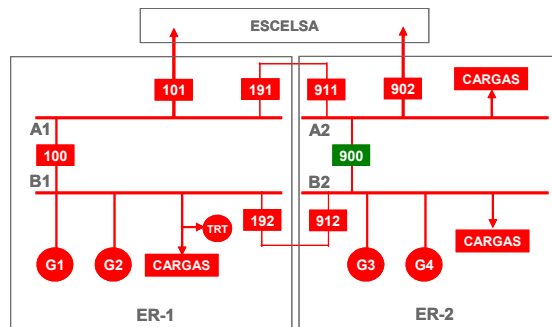 ESCELSA
101
191
911
902
CARGAS
A1
A2
100
900
B1
B2
192
912
TRT
G1
G2
CARGAS
G3
G4
CARGAS
ER-1
ER-2